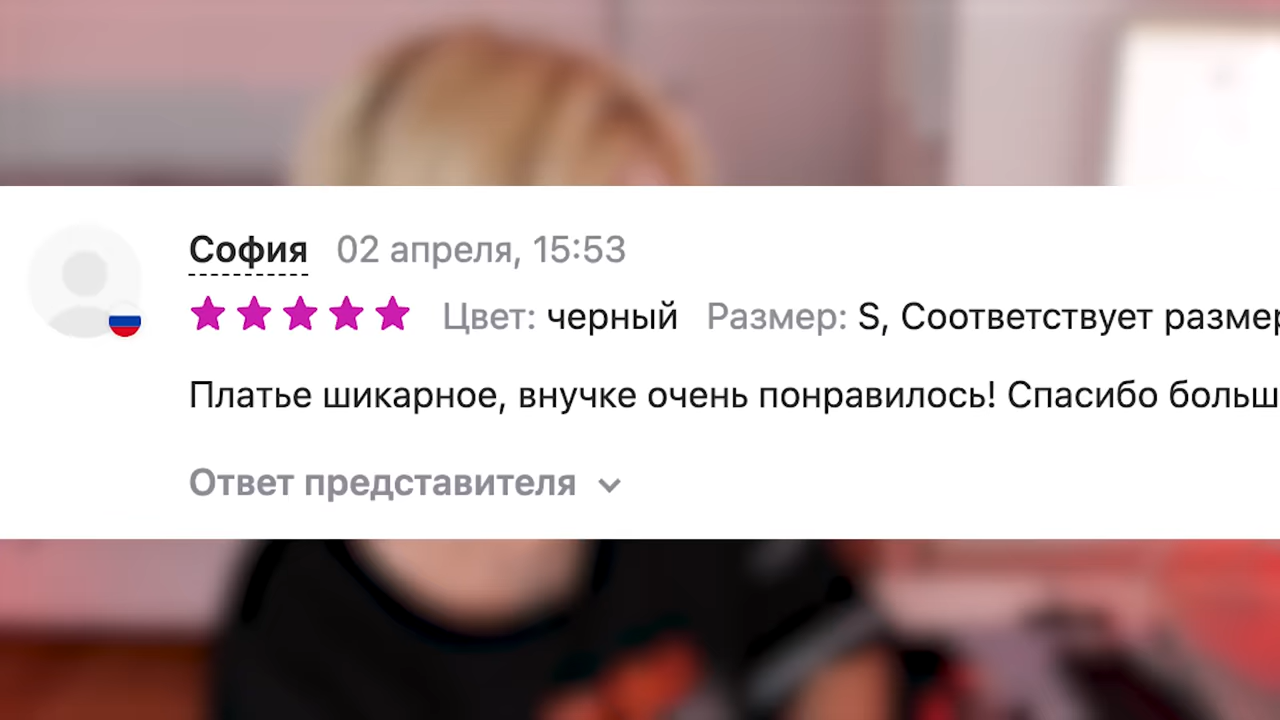 София 02 апреля, 15:53
Цвет: черный Размер: S, Соответствует
Платье шикарное, внучке очень понравилось! Спасибо
Ответ представителя